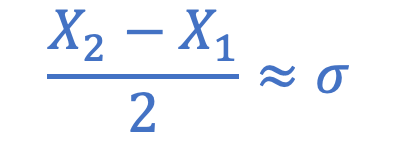 (X₂ − X₁)/2 ≈ σ